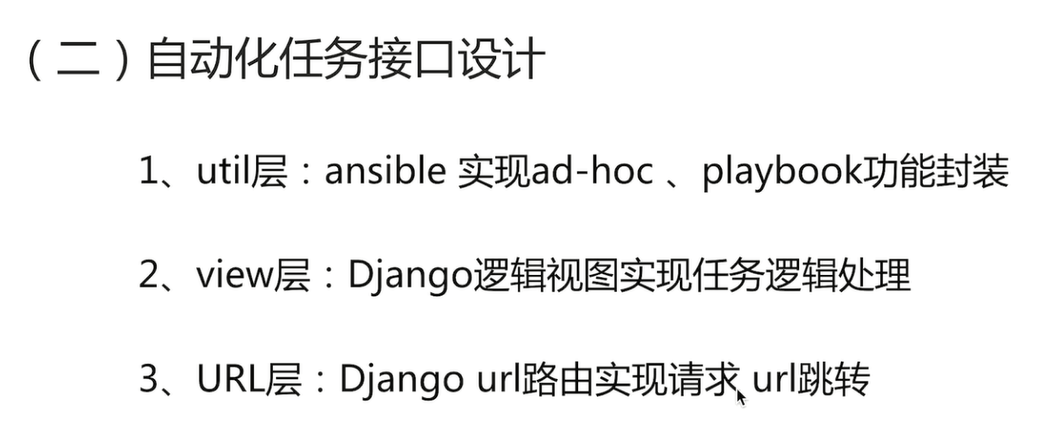 （二）自动化任务接口设计
1、util层：ansible 实现ad-hoc 、playbook功能封装
2、view层：Django逻辑视图实现任务逻辑处理
3、URL层：Django url路由实现请求 url跳转